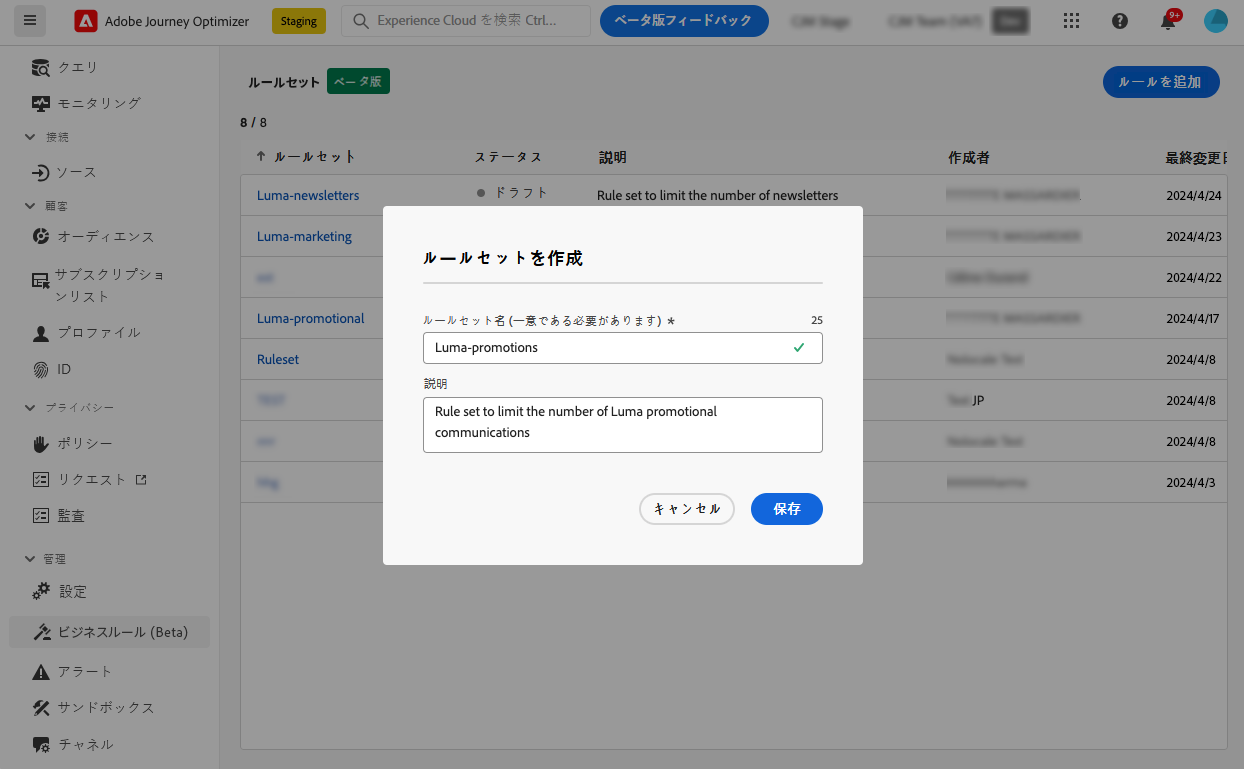 Adobe Journey Optimizer
Staging
Experience Cloud を検索 Ctrl...
ベータ版フィードバック
9+
クエリ
モニタリング
接続
ソース
顧客
オーディエンス
サブスクリプショ
ンリスト
プロファイル
ID
プライバシー
ポリシー
リクエスト
監査
管理
設定
ビジネスルール (Beta)
アラート
サンドボックス
チャネル
ルールセット ベータ版
ルールを追加
8 / 8
ルールセット ステータス 説明 作成者 最終変更日
Luma-newsletters ドラフト Rule set to limit the number of newsletters 2024/4/24
Luma-marketing 2024/4/23
2024/4/22
Luma-promotional 2024/4/17
Ruleset 2024/4/8
JP 2024/4/8
2024/4/8
2024/4/3
ルールセットを作成
ルールセット名 (一意である必要があります) * 25
Luma-promotions
説明
Rule set to limit the number of Luma promotional
communications
キャンセル 保存